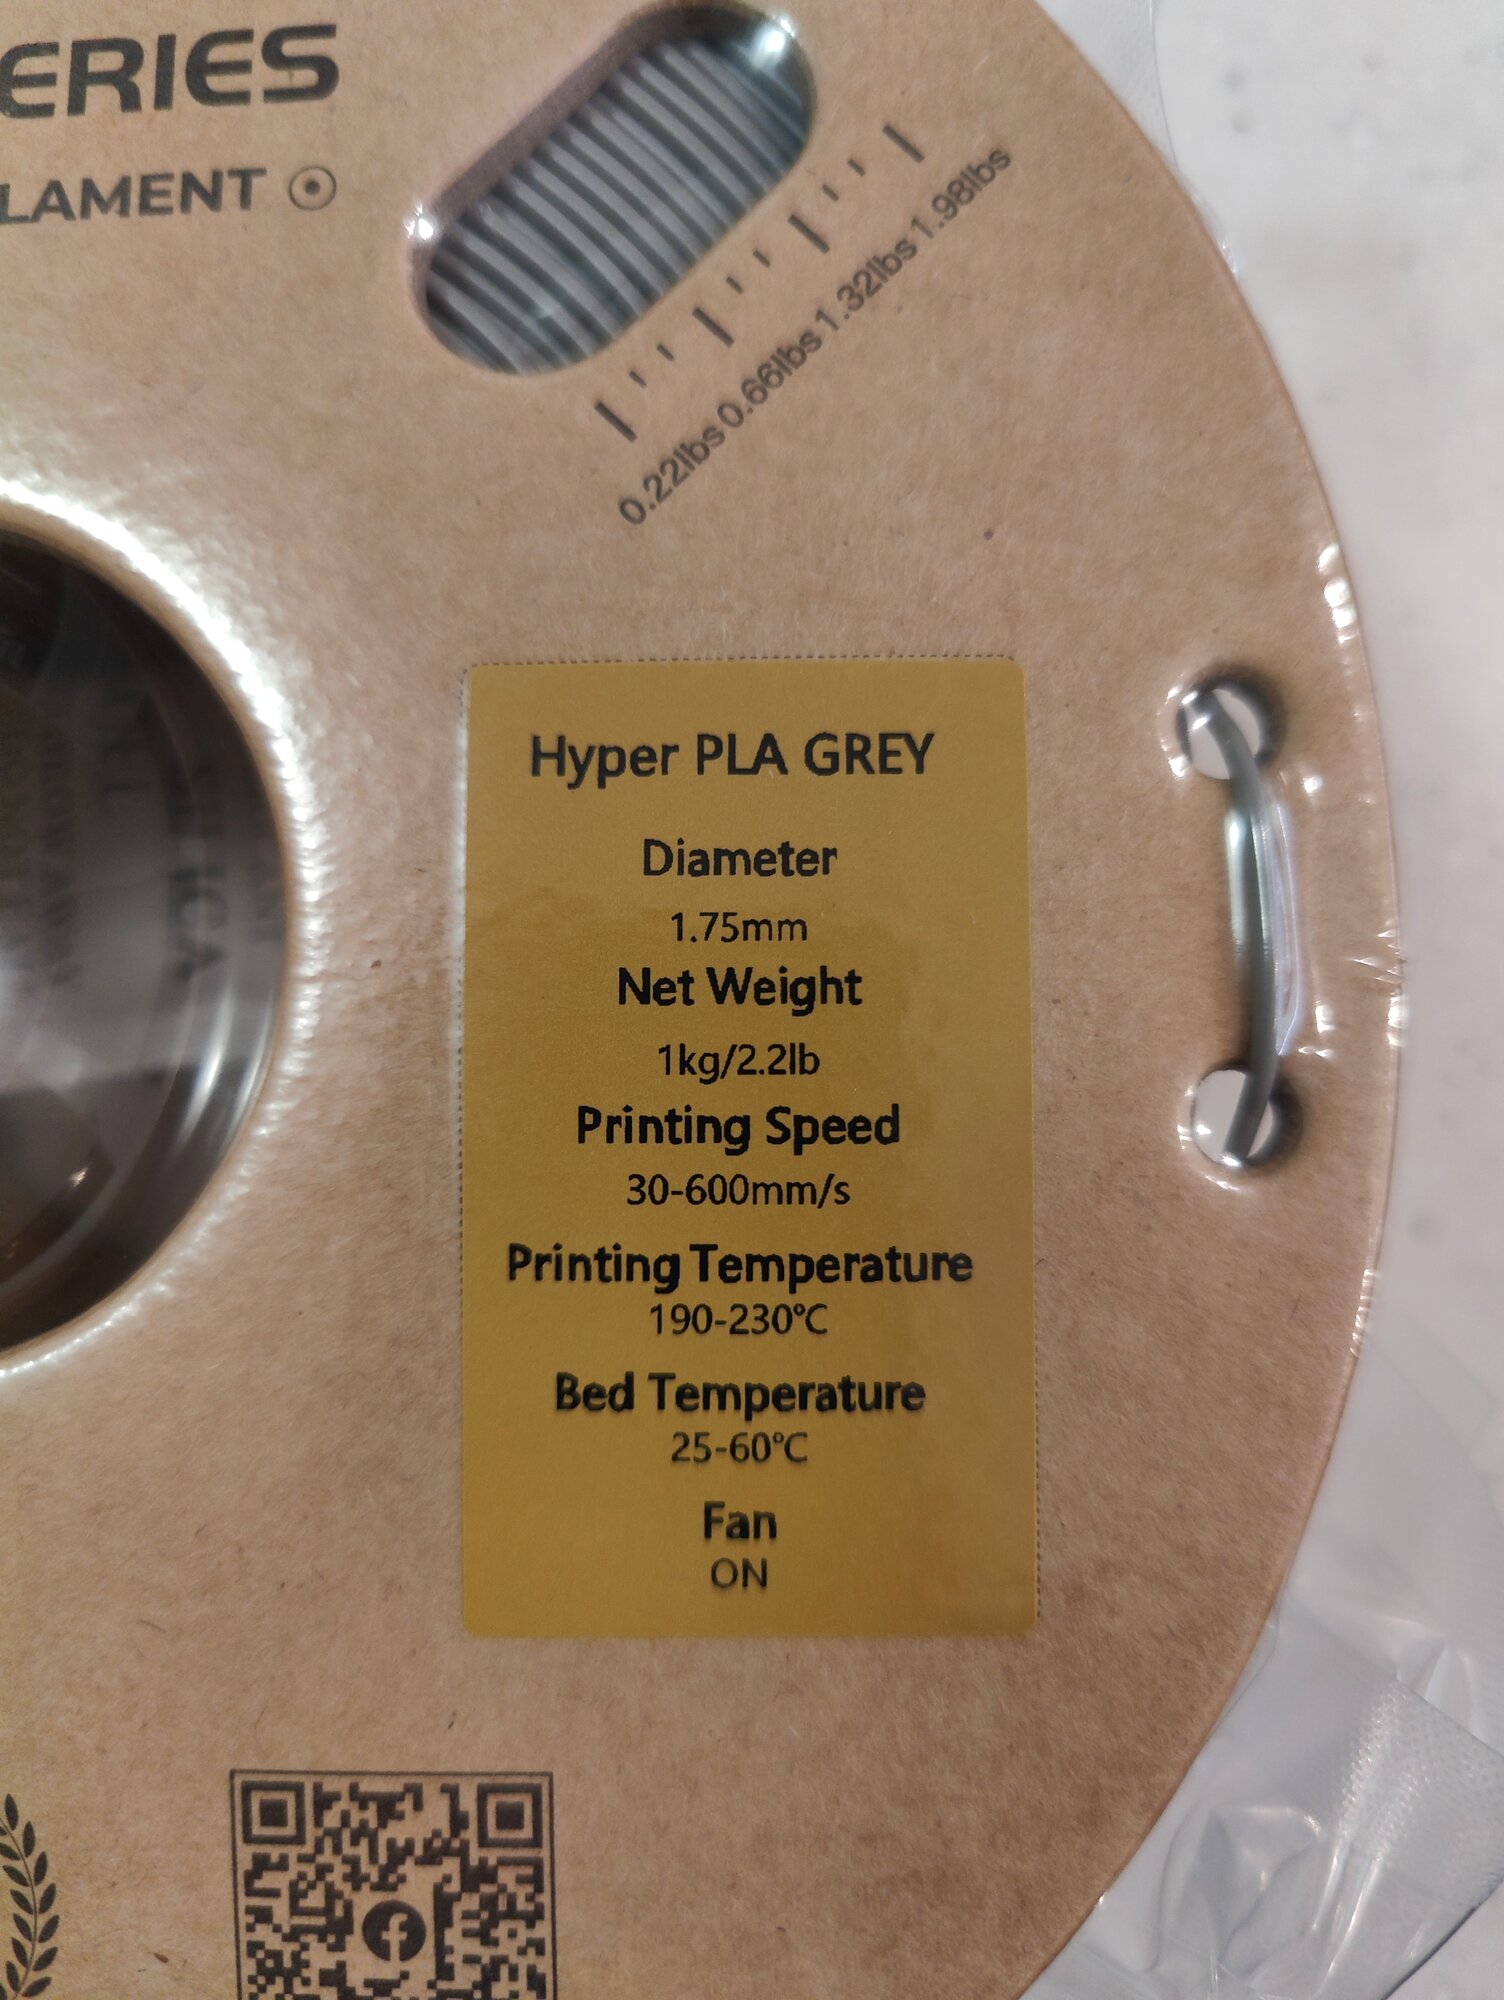 ERIES
LAMENT
0.22lbs 0.66lbs 1.32lbs 1.98lbs
Hyper PLA GREY
Diameter
1.75mm
Net Weight
1kg/2.2lb
Printing Speed
30-600mm/s
Printing Temperature
190-230℃
Bed Temperature
25-60℃
Fan
ON